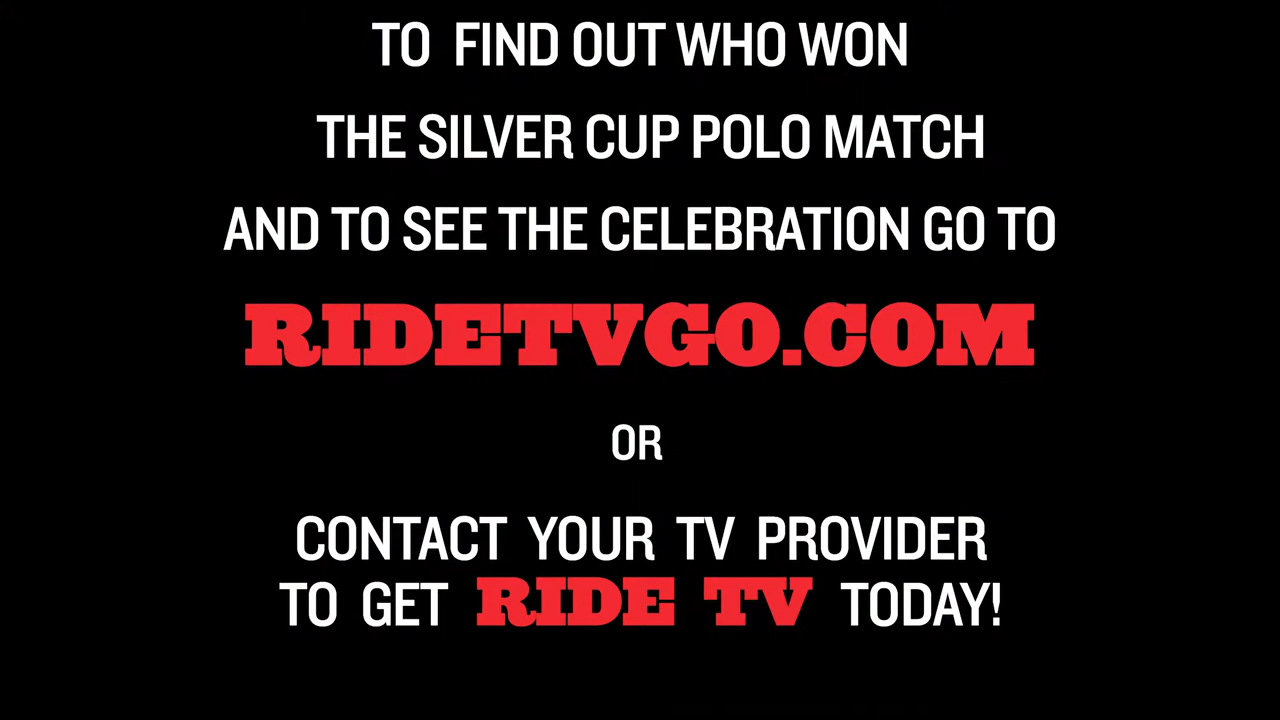 TO FIND OUT WHO WON
THE SILVER CUP POLO MATCH
AND TO SEE THE CELEBRATION GO TO
RIDETVGO.COM
OR
CONTACT YOUR TV PROVIDER
TO GET RIDE TV TODAY!